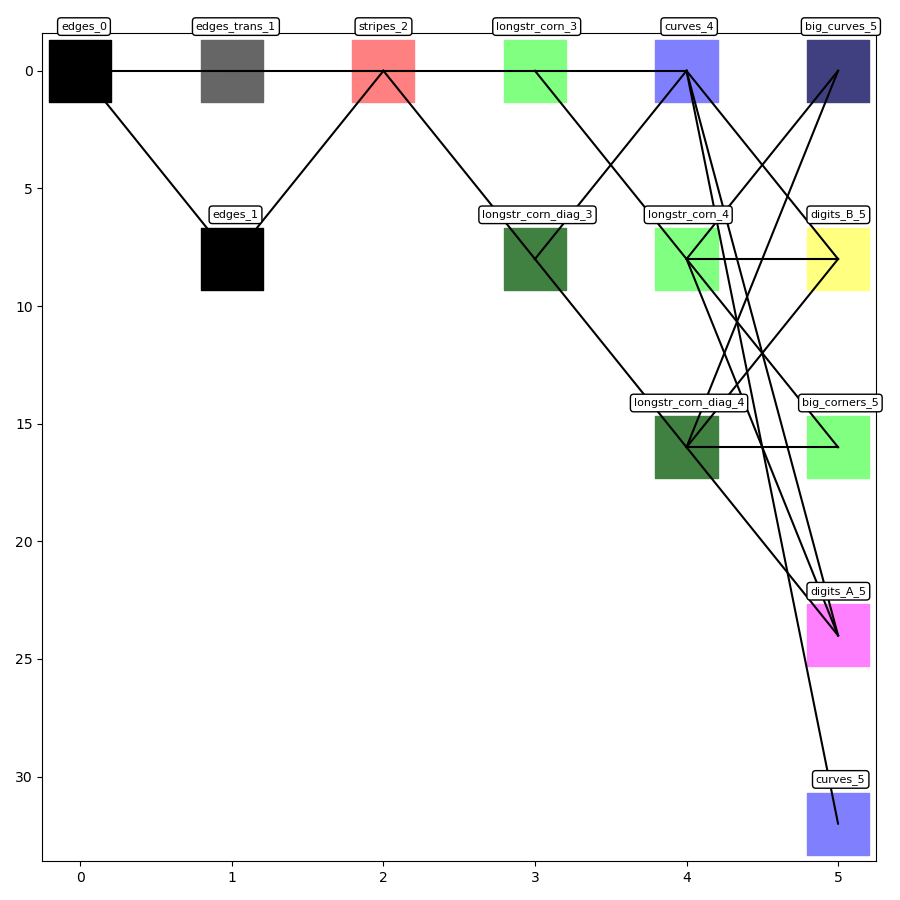 edges_0 edges_trans_1 stripes_2 longstr_corn_3 curves_4 big_curves_5
0
5
edges_1 longstr_corn_diag_3 longstr_corn_4 digits_B_5
10
longstr_corn_diag_4 big_corners_5
15
20
digits_A_5
25
curves_5
30
0 1 2 3 4 5